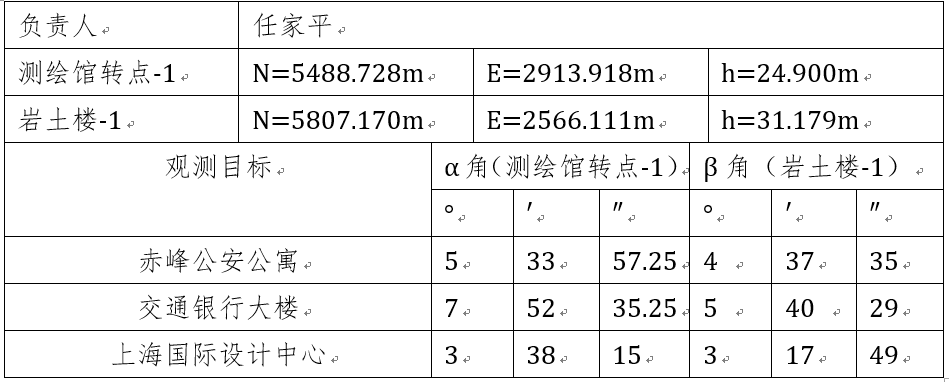 负责人 任家平
测绘馆转点-1 N=5488.728m E=2913.918m h=24.900m
岩土楼-1 N=5807.170m E=2566.111m h=31.179m
观测目标 α角(测绘馆转点-1) β角（岩土楼-1）
° ′ ″ ° ′ ″
赤峰公安公寓 5 33 57.25 4 37 35
交通银行大楼 7 52 35.25 5 40 29
上海国际设计中心 3 38 15 3 17 49